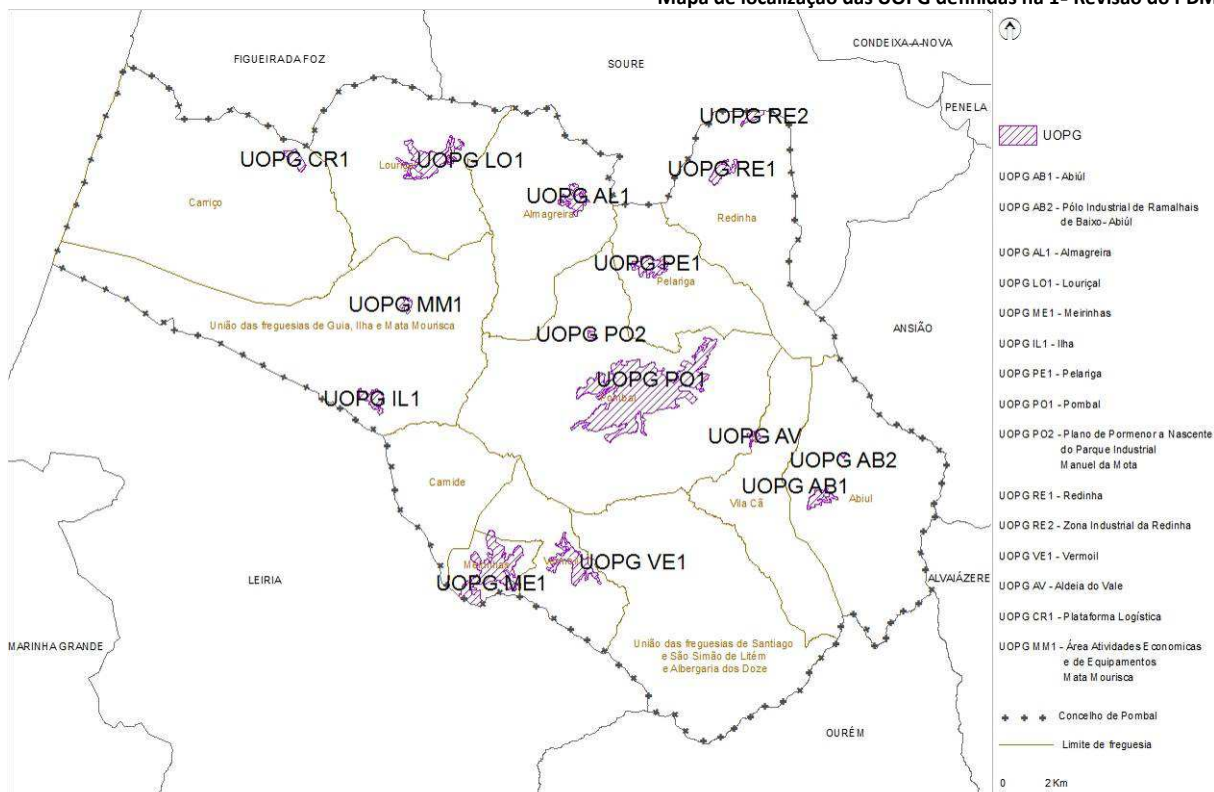 Mapa de localização das UOPG definidas na 1ª Revisão do PDM
CONDEIXA-A-NOVA
FIGUEIRA DA FOZ
SOURE
PENELA
UOPG RE2
UOPG
UOPG CR1
Louriçal
UOPG LO1
UOPG RE1
UOPG AB1 - Abiúl
UOPG AL1
Carriço
Almagreira
Redinha
UOPG AB2 - Pólo Industrial de Ramalhais
de Baixo- Abiúl
UOPG AL1 - Almagreira
UOPG PE1
Pelariga
UOPG LO1 - Louriçal
UOPG MM1
UOPG ME1 - Meirinhas
União das freguesias de Guia, Ilha e Mata Mourisca
UOPG PO2
ANSIÃO
UOPG IL1 - Ilha
UOPG PE1 - Pelariga
UOPG PO1
Pombal
UOPG IL1
UOPG PO1 - Pombal
UOPG AV
UOPG PO2 - Plano de Pormenor a Nascente
do Parque Industrial
Manuel da Mota
UOPG AB2
Carnide
UOPG AB1
Vila Cã
Abiul
UOPG RE1 - Redinha
UOPG RE2 - Zona Industrial da Redinha
UOPG VE1 - Vermoil
Meirinhas
Vermoil
UOPG VE1
LEIRIA
UOPG ME1
ALVAIÁZERE
UOPG AV - Aldeia do Vale
UOPG CR1 - Plataforma Logística
MARINHA GRANDE
União das freguesias de Santiago
e São Simão de Litém
e Albergaria dos Doze
UOPG MM1 - Área Atividades Economicas
e de Equipamentos
Mata Mourisca
Concelho de Pombal
OURÉM
Limite de freguesia
0 2 Km